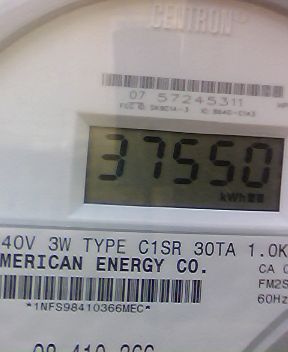 CENTRON®
07 57245311
37550
kWh
40V 3W TYPE C1SR 30TA 1.0K
MERICAN ENERGY CO.
CA 0
FM2S
60Hz
*1NFS98410366MEC*